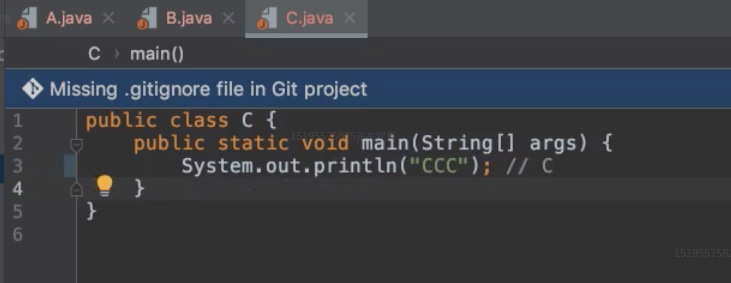 A.java B.java C.java
C main()
Missing .gitignore file in Git project
1 public class C {
2 public static void main(String[] args) {
3 System.out.println("CCC"); // C
4 }
5 }
6